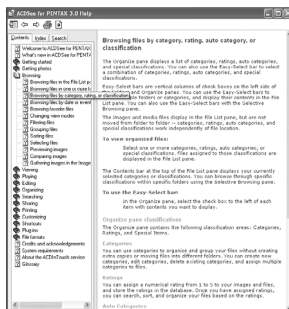 ACDSee for PENTAX 3.0 Help
Contents Index Search
Welcome to ACDSee for PENTAX
What's new in ACDSee for PENTAX
Getting started
Getting photos
Browsing
Browsing files in the File List p
Browsing files in one or more f
Browsing files by category, rating, auto category, or classification
Browsing files by date or event
Browsing favorite files
Changing view modes
Filtering files
Grouping files
Sorting files
Selecting files
Previewing images
Comparing images
Gathering images in the Image
Viewing
Playing
Editing
Organizing
Searching
Sharing
Printing
Customizing
Shortcuts
Plug-ins
File formats
Credits and acknowledgements
System requirements
About the ACDInTouch service
Glossary
Browsing files by category, rating, auto category, or
classification
The Organize pane displays a list of categories, ratings, auto categories,
and special classifications. You can also use the Easy-Select bar to select
a combination of categories, ratings, auto categories, and special
classifications.
Easy-Select bars are vertical columns of check boxes on the left side of
and Organize panes. You can use the Easy-Select bars to
folders or categories, and display their contents in the File
List pane. You can also use the Easy-Select bars with the Selective
Browsing pane.
The images and media files display in the File List pane, but are not
moved from folder to folder — categories, ratings, auto categories, and
special classifications work independently of file location.
To view organized files:
Select one or more categories, ratings, auto categories, or
special classifications. Files assigned to those classifications are
displayed in the File List pane.
The Contents bar at the top of the File List pane displays your currently
selected categories or classifications. You can browse through specific
classifications within specific folders using the Selective Browsing pane.
To use the Easy-Select bar:
In the Organize pane, select the check box to the left of each
item with contents you want to display.
Organize pane classifications
The Organize pane contains the following classification areas: Categories,
Ratings, and Special Items.
Categories
You can use categories to organize and group your files without creating
extra copies or moving files into different folders. You can create new
categories, edit categories, delete existing categories, and assign multiple
categories to files.
Ratings
You can assign a numerical rating from 1 to 5 to your images and files,
and store the ratings in the database. Once you have assigned ratings,
you can search, sort, and organize your files based on the ratings.
Auto Categories